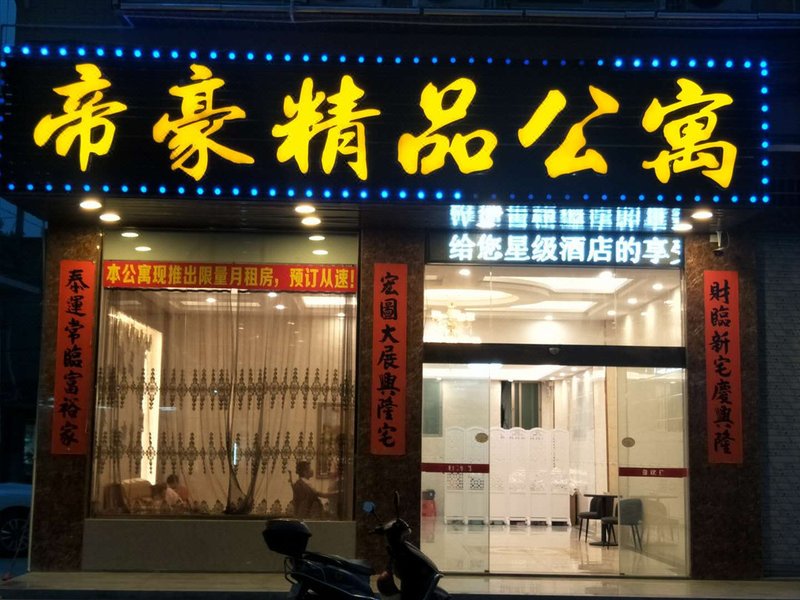 帝豪精品公寓
给您星级酒店的享受
本公寓现推出限量月租房，预订从速！
泰運常臨富裕家
宏圖大展興隆宅
財臨新宅慶興隆